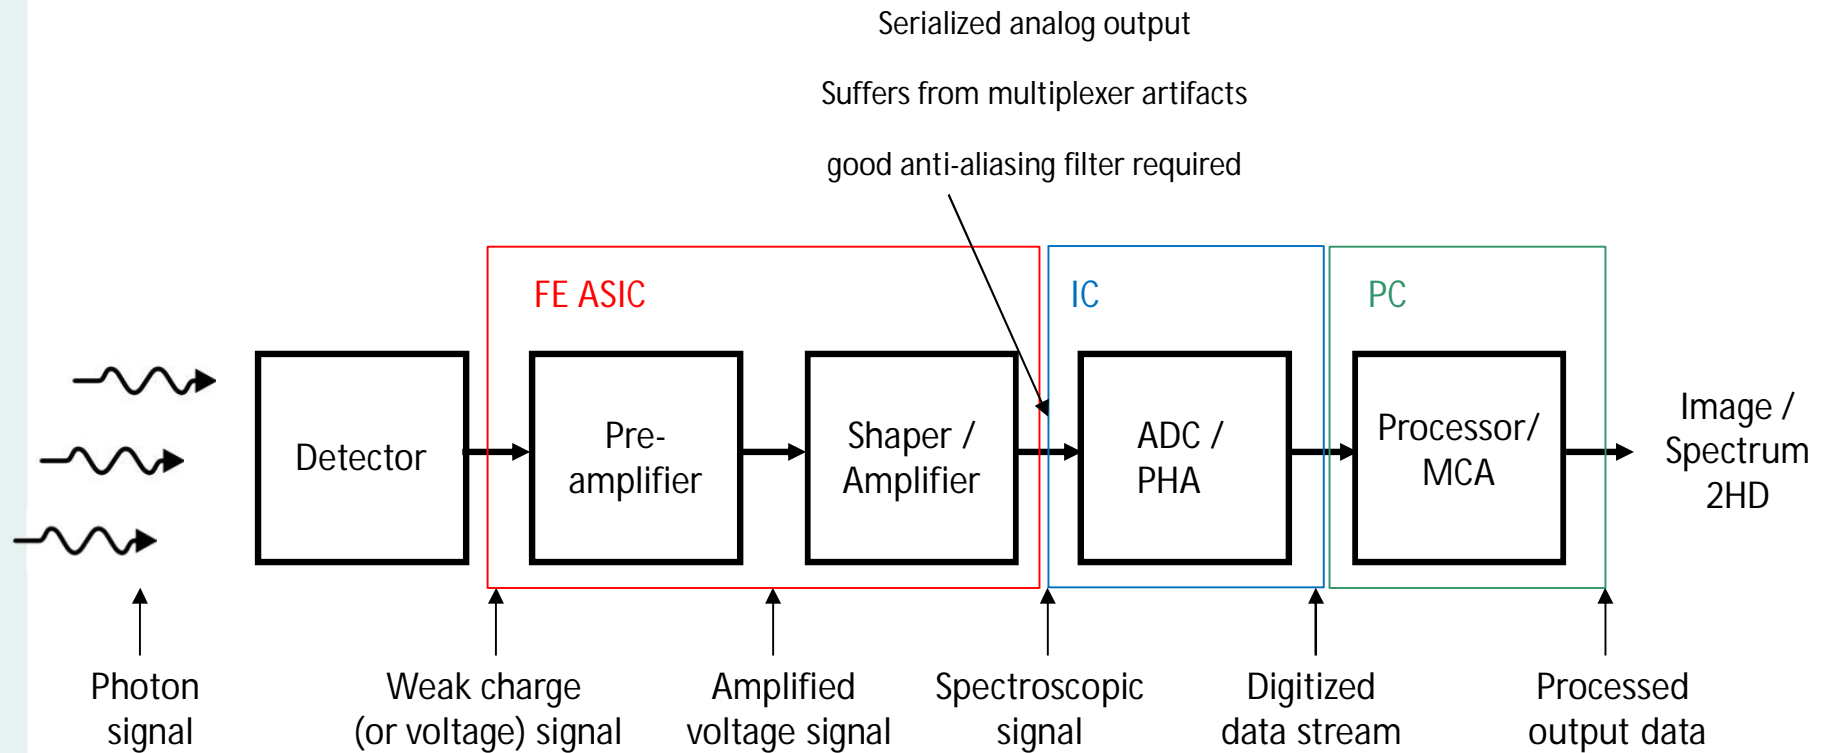 Serialized analog output
Suffers from multiplexer artifacts
good anti-aliasing filter required
FE ASIC
IC
PC
Detector
Pre-
amplifier
Shaper /
Amplifier
ADC /
PHA
Processor/
MCA
Image /
Spectrum
2HD
Photon
signal
Weak charge
(or voltage) signal
Amplified
voltage signal
Spectroscopic
signal
Digitized
data stream
Processed
output data